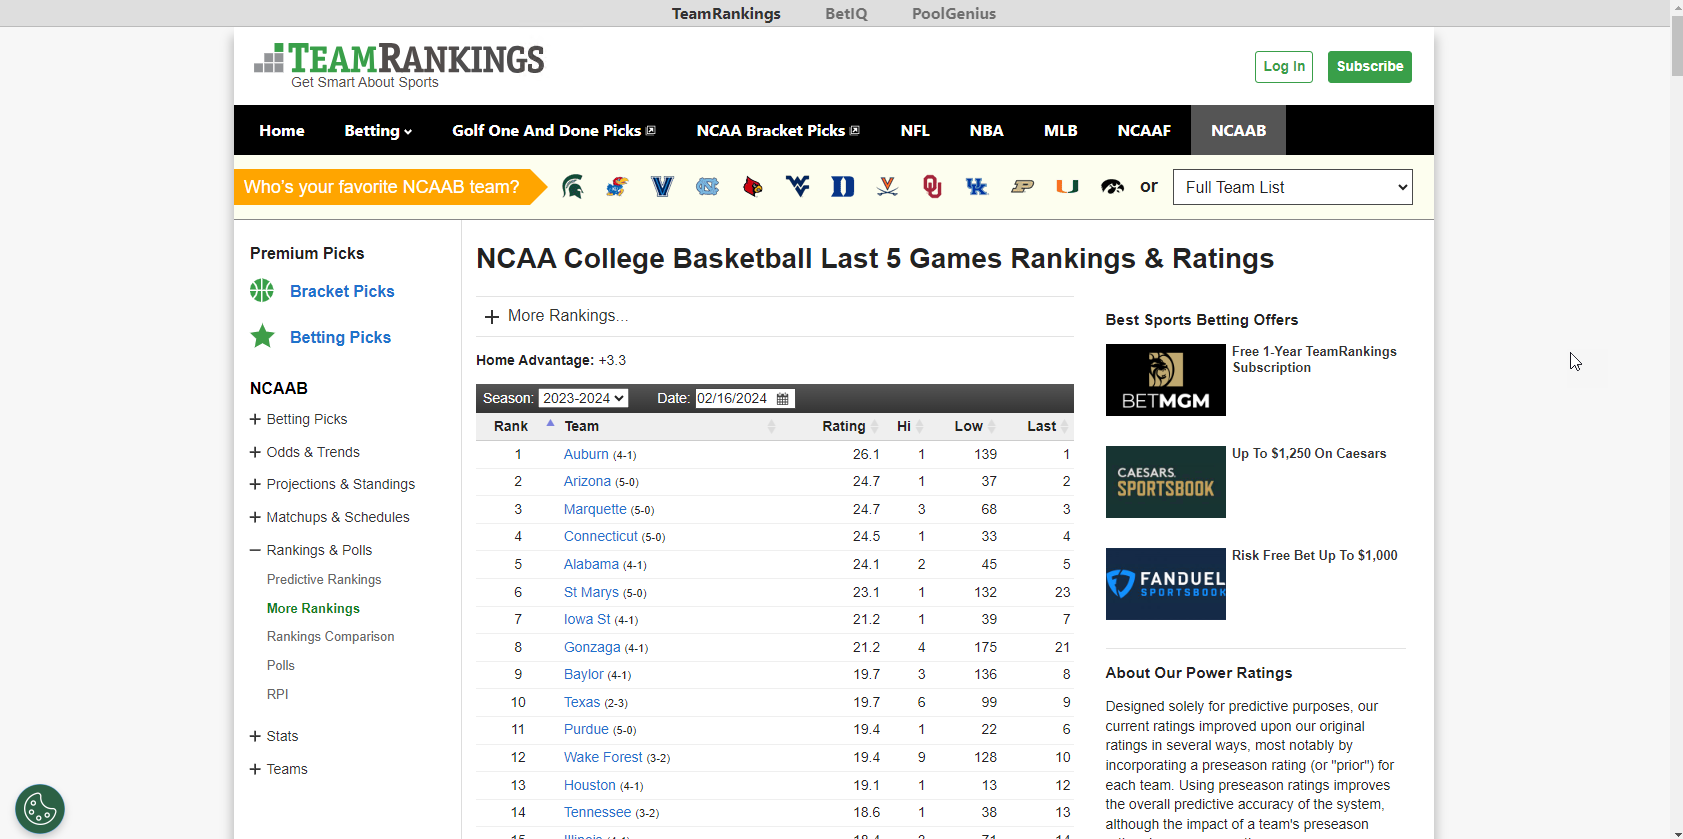 TeamRankings BetIQ PoolGenius
TEAMRANKINGS
Get Smart About Sports
Log In Subscribe
Home Betting Golf One And Done Picks NCAA Bracket Picks NFL NBA MLB NCAAF NCAAB
Who's your favorite NCAAB team? or Full Team List
Premium Picks
Bracket Picks
Betting Picks
NCAAB
+ Betting Picks
+ Odds & Trends
+ Projections & Standings
+ Matchups & Schedules
– Rankings & Polls
Predictive Rankings
More Rankings
Rankings Comparison
Polls
RPI
+ Stats
+ Teams
NCAA College Basketball Last 5 Games Rankings & Ratings
+ More Rankings...
Home Advantage: +3.3
Season: 2023-2024 Date: 02/16/2024
Rank Team Rating Hi Low Last
1 Auburn (4-1) 26.1 1 139 1
2 Arizona (5-0) 24.7 1 37 2
3 Marquette (5-0) 24.7 3 68 3
4 Connecticut (5-0) 24.5 1 33 4
5 Alabama (4-1) 24.1 2 45 5
6 St Marys (5-0) 23.1 1 132 23
7 Iowa St (4-1) 21.2 1 39 7
8 Gonzaga (4-1) 21.2 4 175 21
9 Baylor (4-1) 19.7 3 136 8
10 Texas (2-3) 19.7 6 99 9
11 Purdue (5-0) 19.4 1 22 6
12 Wake Forest (3-2) 19.4 9 128 10
13 Houston (4-1) 19.1 1 13 12
14 Tennessee (3-2) 18.6 1 38 13
Best Sports Betting Offers
BETMGM
Free 1-Year TeamRankings
Subscription
CAESARS
SPORTSBOOK
Up To $1,250 On Caesars
FANDUEL
SPORTSBOOK
Risk Free Bet Up To $1,000
About Our Power Ratings
Designed solely for predictive purposes, our
current ratings improved upon our original
ratings in several ways, most notably by
incorporating a preseason rating (or "prior") for
each team. Using preseason ratings improves
the overall predictive accuracy of the system,
although the impact of a team's preseason